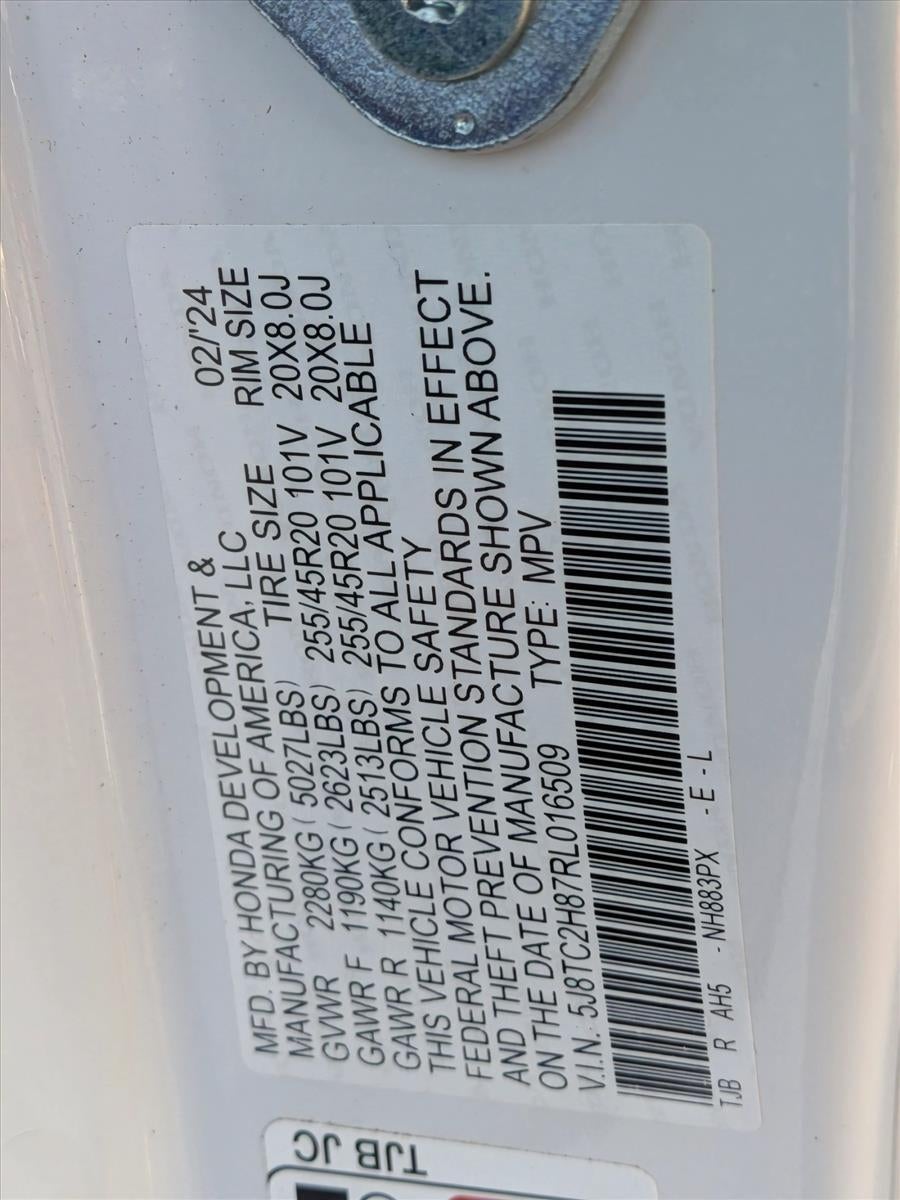 MFD. BY HONDA DEVELOPMENT & 02/'24
MANUFACTURING OF AMERICA, LLC
TIRE SIZE RIM SIZE
GVWR 2280KG ( 5027LBS)
GAWR F 1190KG ( 2623LBS) 255/45R20 101V 20X8.0J
GAWR R 1140KG ( 2513LBS) 255/45R20 101V 20X8.0J
THIS VEHICLE CONFORMS TO ALL APPLICABLE
FEDERAL MOTOR VEHICLE SAFETY
AND THEFT PREVENTION STANDARDS IN EFFECT
ON THE DATE OF MANUFACTURE SHOWN ABOVE.
V.I.N. 5J8TC2H87RL016509 TYPE: MPV
TJB R AH5 - NH883PX - E - L
TJB JC